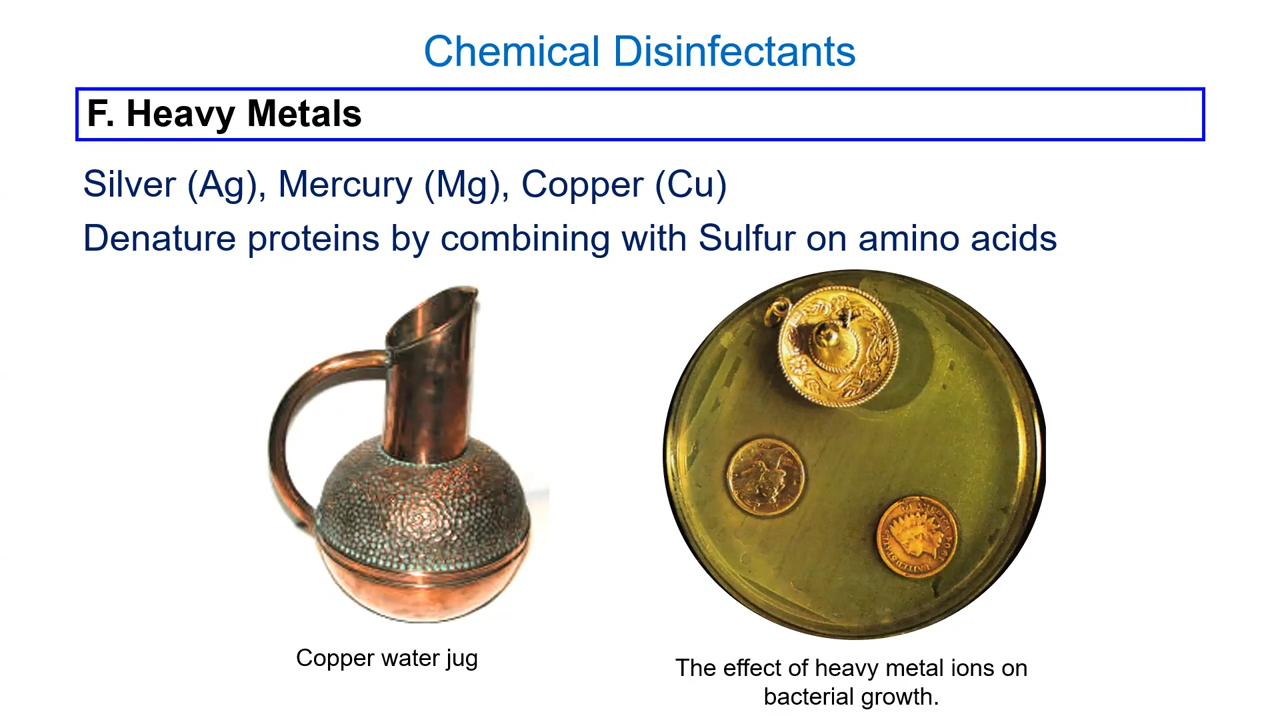 Chemical Disinfectants
F. Heavy Metals
Silver (Ag), Mercury (Mg), Copper (Cu)
Denature proteins by combining with Sulfur on amino acids
Copper water jug
The effect of heavy metal ions on
bacterial growth.